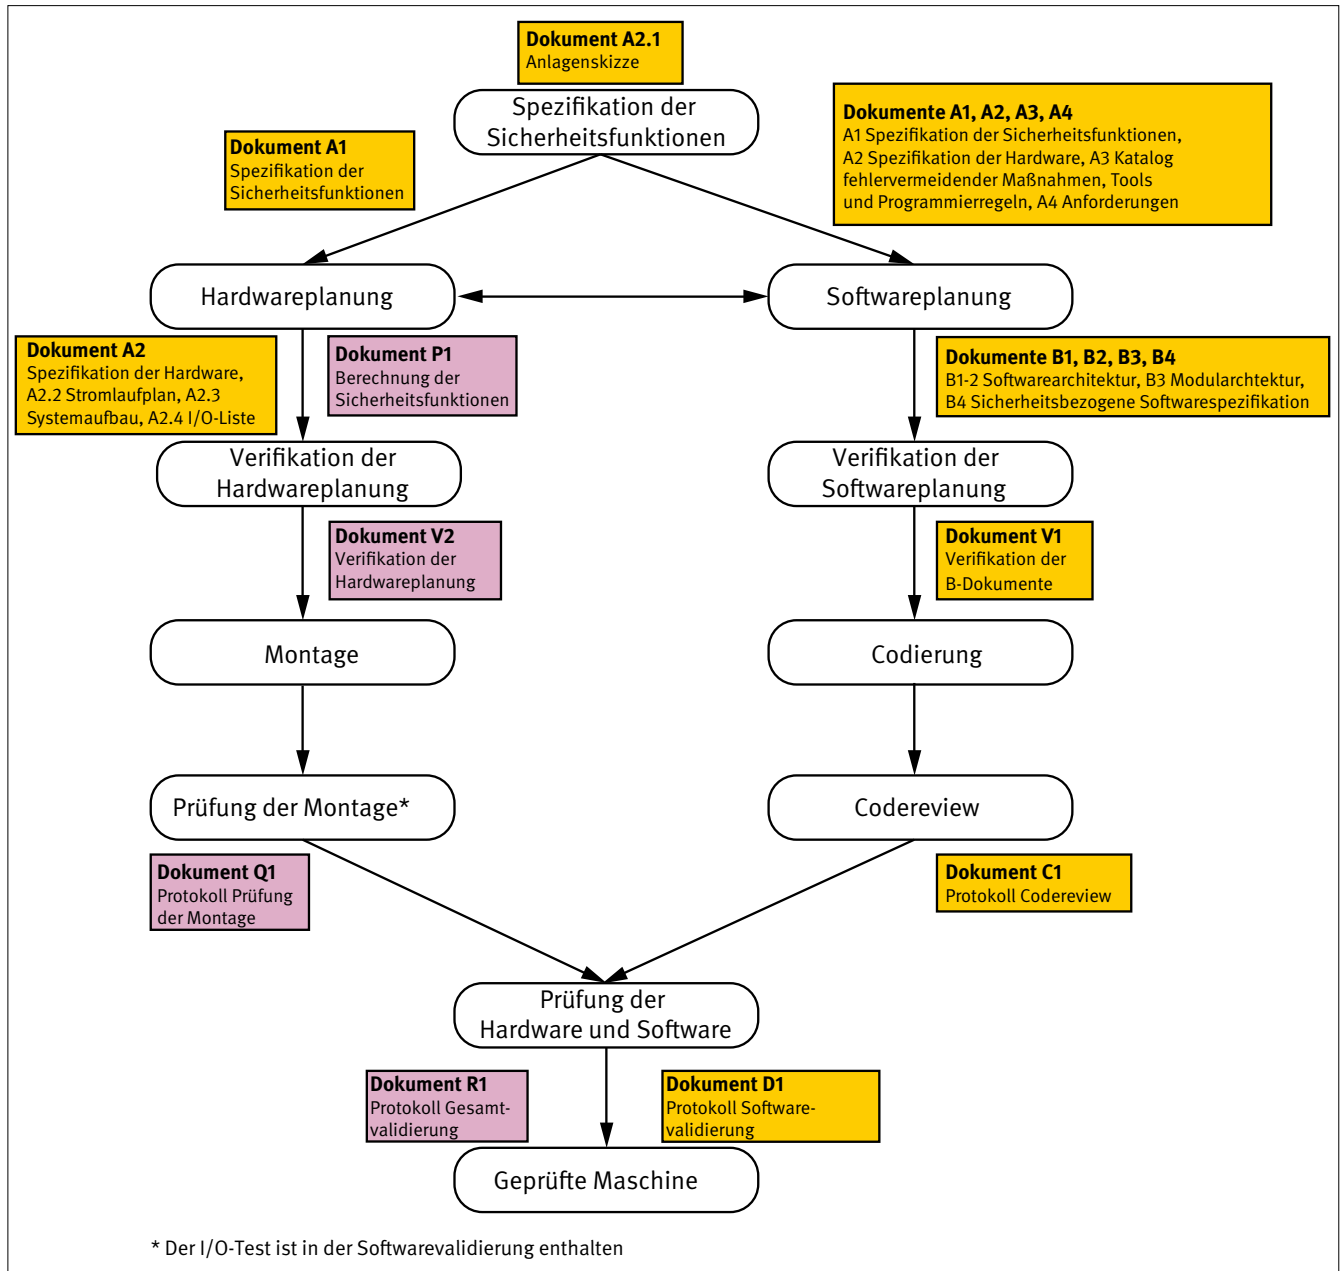 Dokument A2.1
Anlagenskizze
Spezifikation der
Sicherheitsfunktionen
Dokumente A1, A2, A3, A4
A1 Spezifikation der Sicherheitsfunktionen,
A2 Spezifikation der Hardware, A3 Katalog
fehlervermeidender Maßnahmen, Tools
und Programmierregeln, A4 Anforderungen
Dokument A1
Spezifikation der
Sicherheitsfunktionen
Hardwareplanung
Softwareplanung
Dokument A2
Spezifikation der Hardware,
A2.2 Stromlaufplan, A2.3
Systemaufbau, A2.4 I/O-Liste
Dokument P1
Berechnung der
Sicherheitsfunktionen
Dokumente B1, B2, B3, B4
B1-2 Softwarearchitektur, B3 Modularchtektur,
B4 Sicherheitsbezogene Softwarespezifikation
Verifikation der
Hardwareplanung
Verifikation der
Softwareplanung
Dokument V2
Verifikation der
Hardwareplanung
Dokument V1
Verifikation der
B-Dokumente
Montage
Codierung
Prüfung der Montage*
Codereview
Dokument Q1
Protokoll Prüfung
der Montage
Dokument C1
Protokoll Codereview
Prüfung der
Hardware und Software
Dokument R1
Protokoll Gesamt-
validierung
Dokument D1
Protokoll Software-
validierung
Geprüfte Maschine
* Der I/O-Test ist in der Softwarevalidierung enthalten